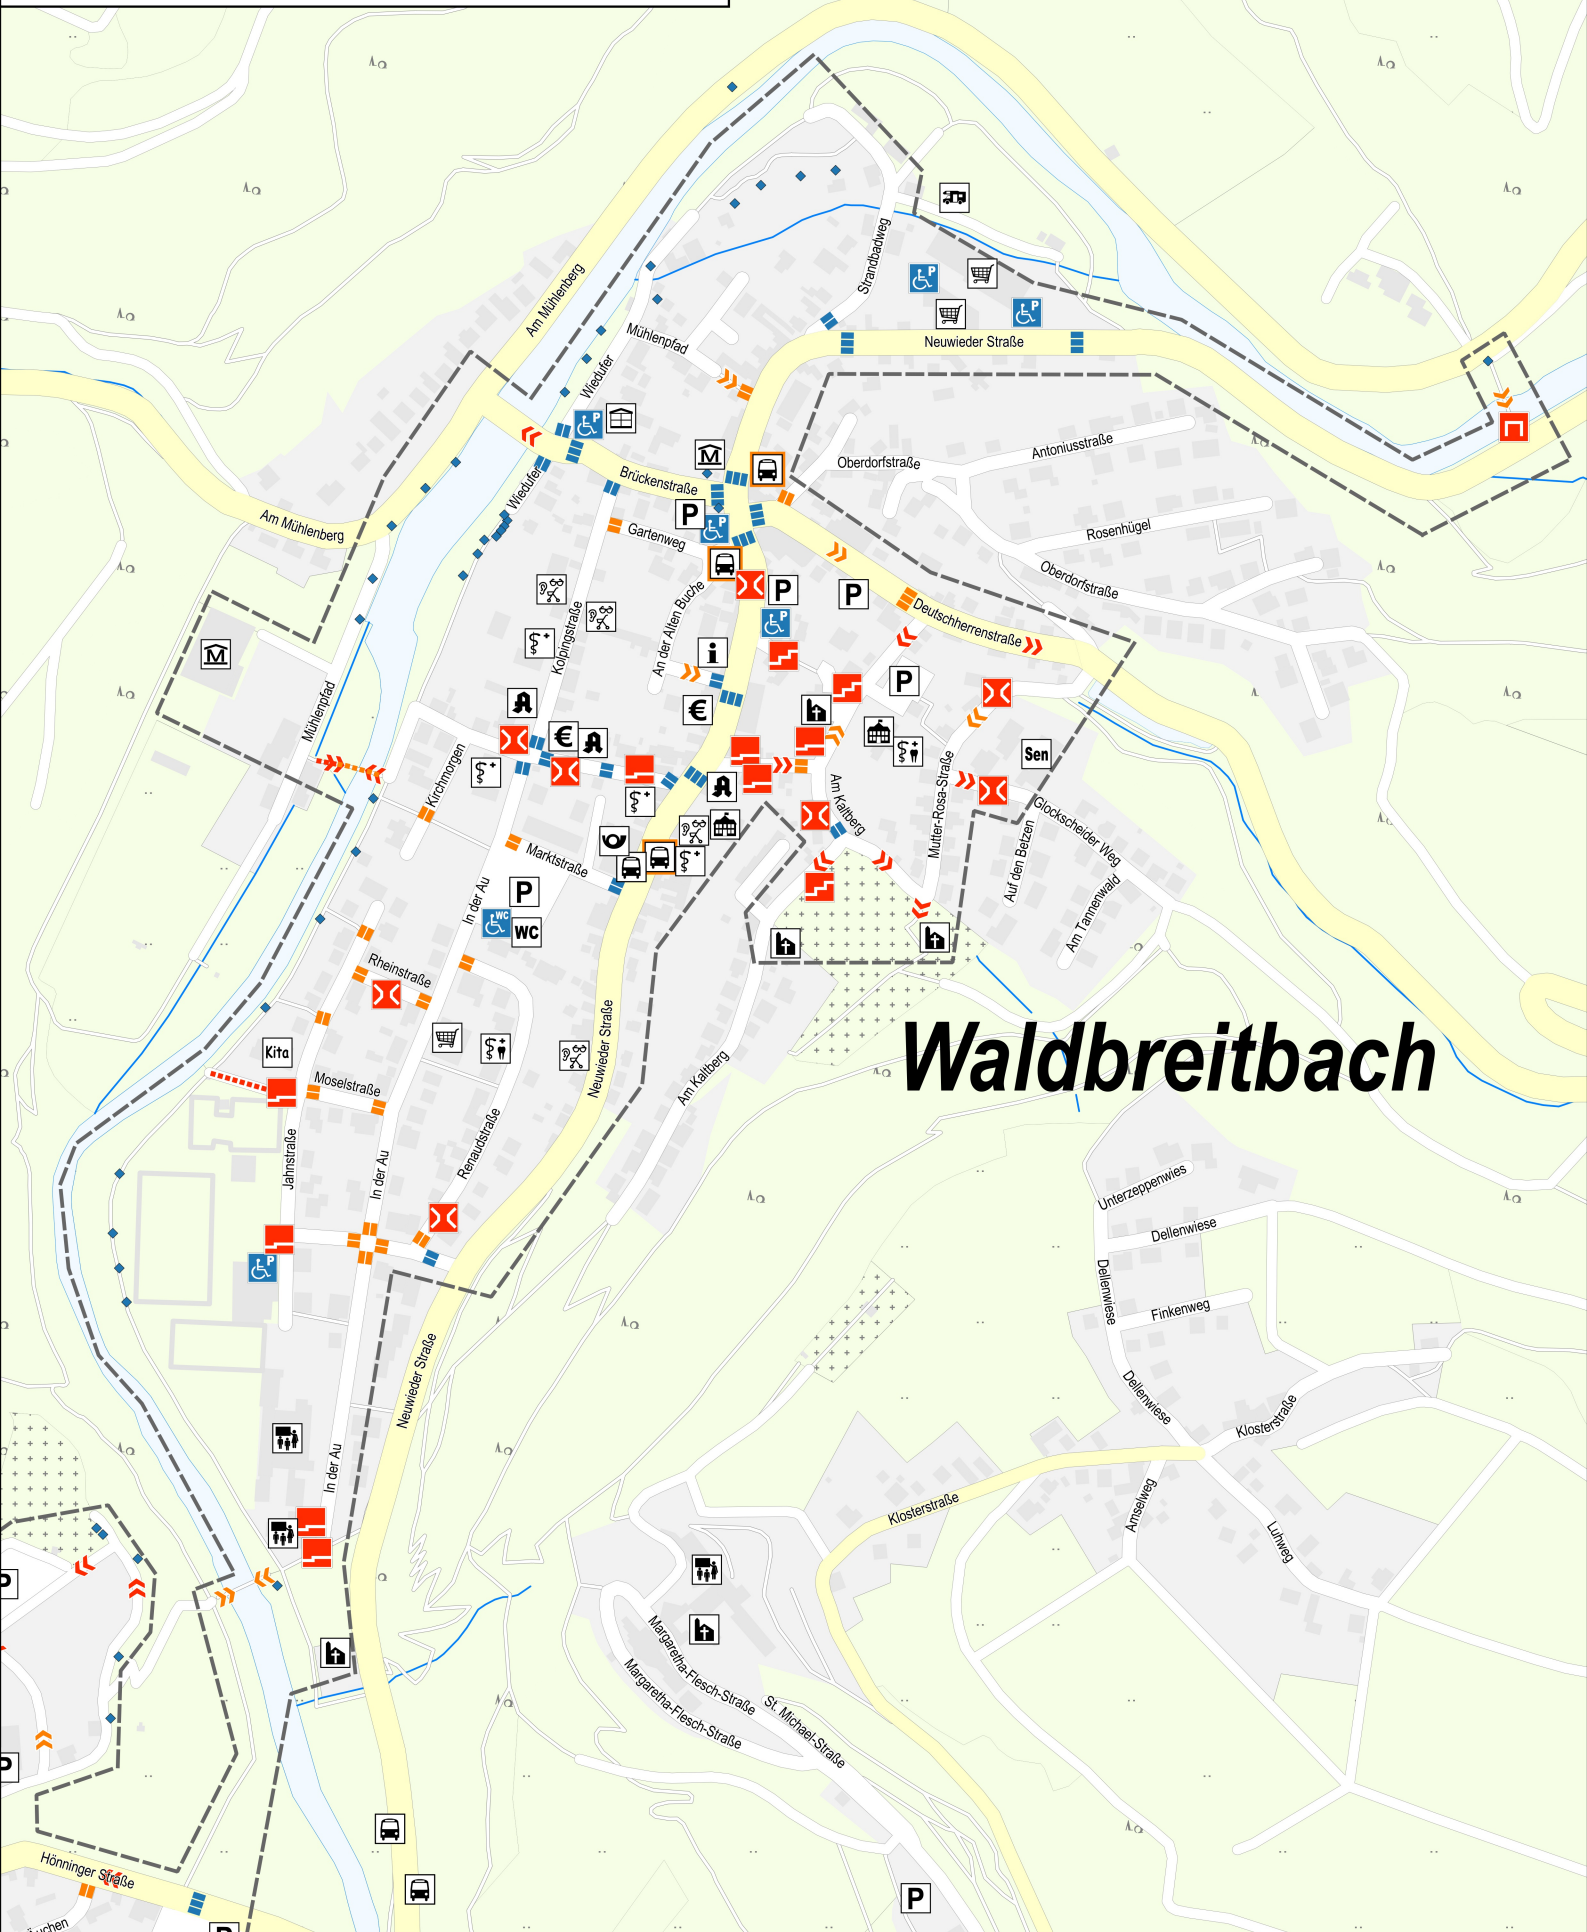 Am Mühlenberg
Strandbadweg
Mühlenpfad
Neuwieder Straße
Wiedufer
Antoniusstraße
Oberdorfstraße
Brückenstraße
Wiedufer
Am Mühlenberg
P
P
Gartenweg
Rosenhügel
Oberdorfstraße
P
P
P
Deutschherrenstraße
An der Alten Buche
Kolpingstraße
i
P
€
€
Mühlenpfad
Sen
Kirchmorgen
Am Kaltberg
Mutter-Rosa-Straße
Glockscheider Weg
Auf den Betzen
Marktstraße
In der Au
P
WC
WC
Am Tannenwald
Rheinstraße
Neuwieder Straße
Waldbreitbach
Kita
Moselstraße
Am Kaltberg
Jahnstraße
In der Au
Renaudstraße
P
Unterzeppenwies
Dellenwiese
Dellenwiese
Finkenweg
Neuwieder Straße
Dellenwiese
Klosterstraße
In der Au
Klosterstraße
Amselweg
Luhweg
P
Margaretha-Flesch-Straße
Margaretha-Flesch-Straße
St. Michael-Straße
P
Hönninger Straße
P
P